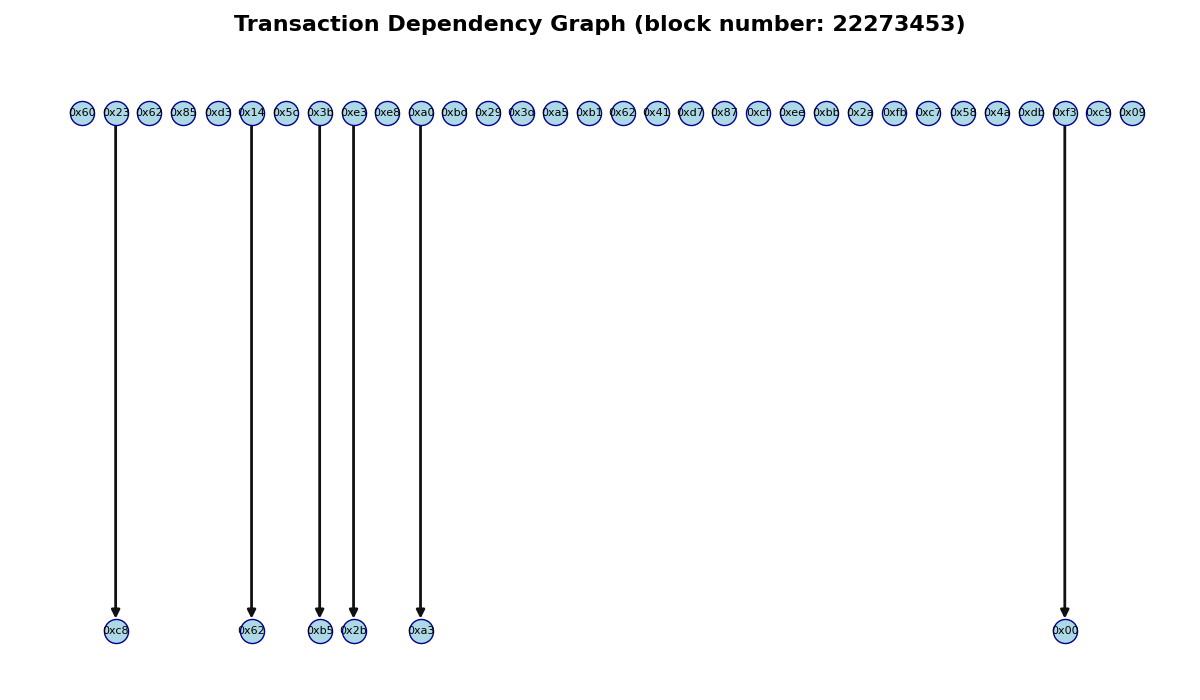 Transaction Dependency Graph (block number: 22273453)
0x60 0x23 0x62 0x85 0xd3 0x14 0x5c 0x3b 0xe3 0xe8 0xa0 0xbd 0x29 0x3d 0xa5 0xb1 0x62 0x41 0xd7 0x87 0xcf 0xee 0xbb 0x2a 0xfb 0xc7 0x58 0x4a 0xdb 0xf3 0xc9 0x09
0xc8 0x62 0xb5 0x2b 0xa3 0x00